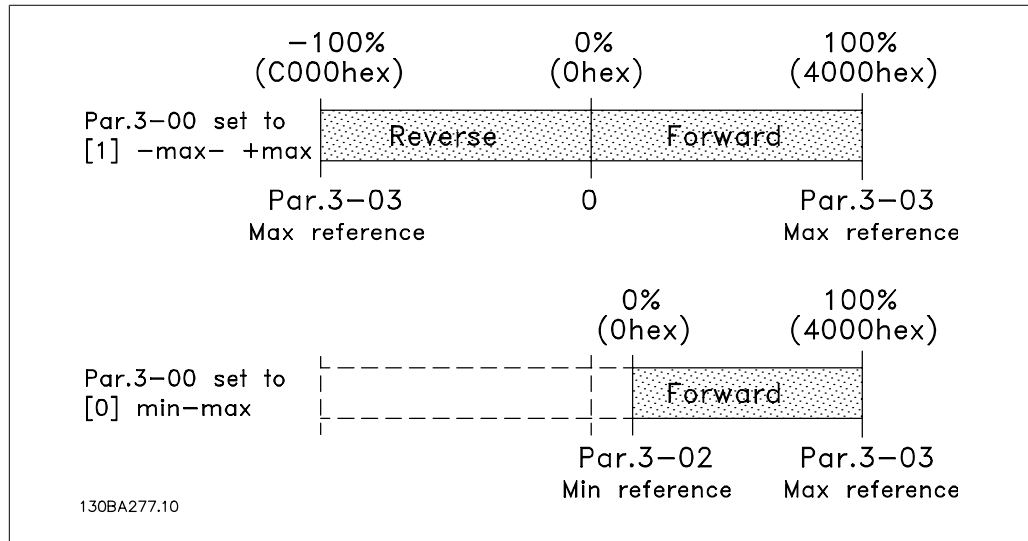 -100% 0% 100%
(C000hex) (0hex) (4000hex)
Par.3-00 set to
[1] -max- +max
Reverse Forward
Par.3-03 0 Par.3-03
Max reference Max reference
0% 100%
(0hex) (4000hex)
Par.3-00 set to
[0] min-max
Forward
Par.3-02 Par.3-03
Min reference Max reference
130BA277.10